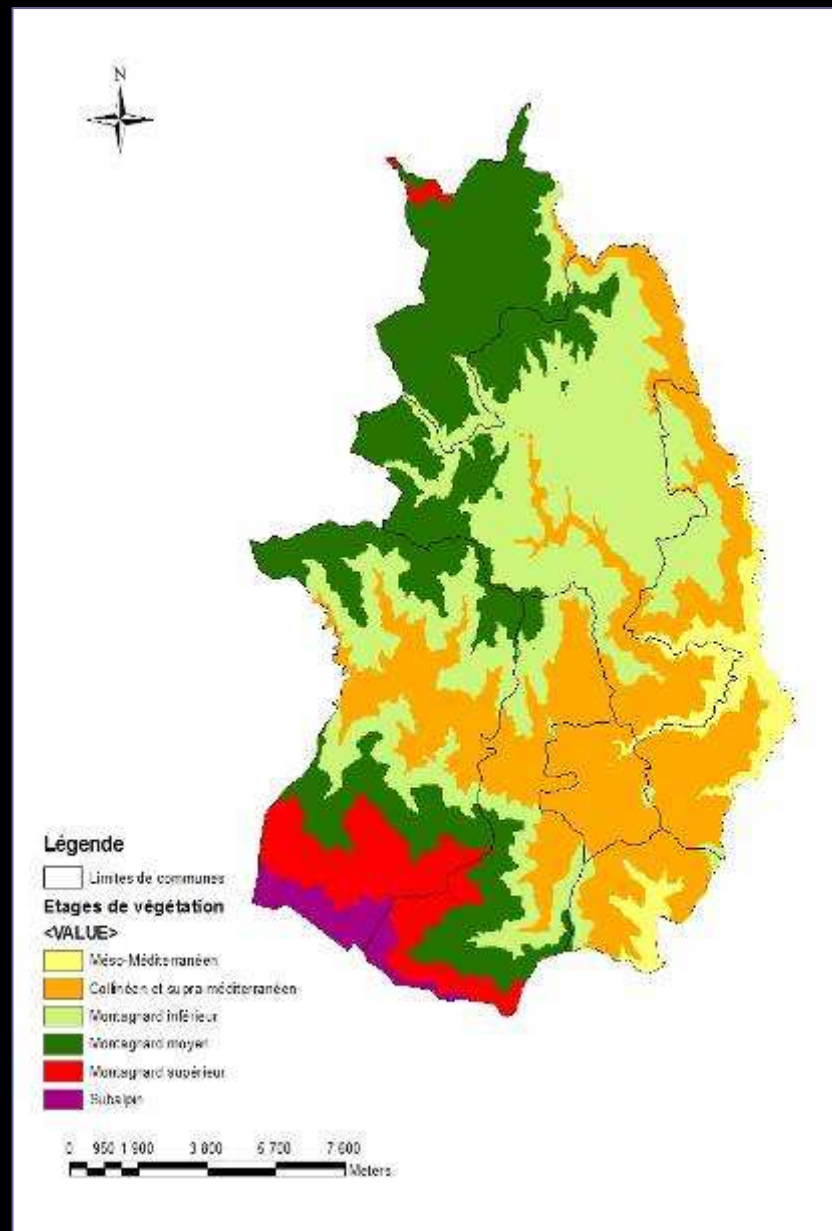 N
Légende
Limites de communes
Etages de végétation
<VALUE>
Méso-Méditerranéen
Collinéen et supra méditerranéen
Montagnard inférieur
Montagnard moyen
Montagnard supérieur
Subalpin
0 950 1 900 3 800 5 700 7 600
Meters